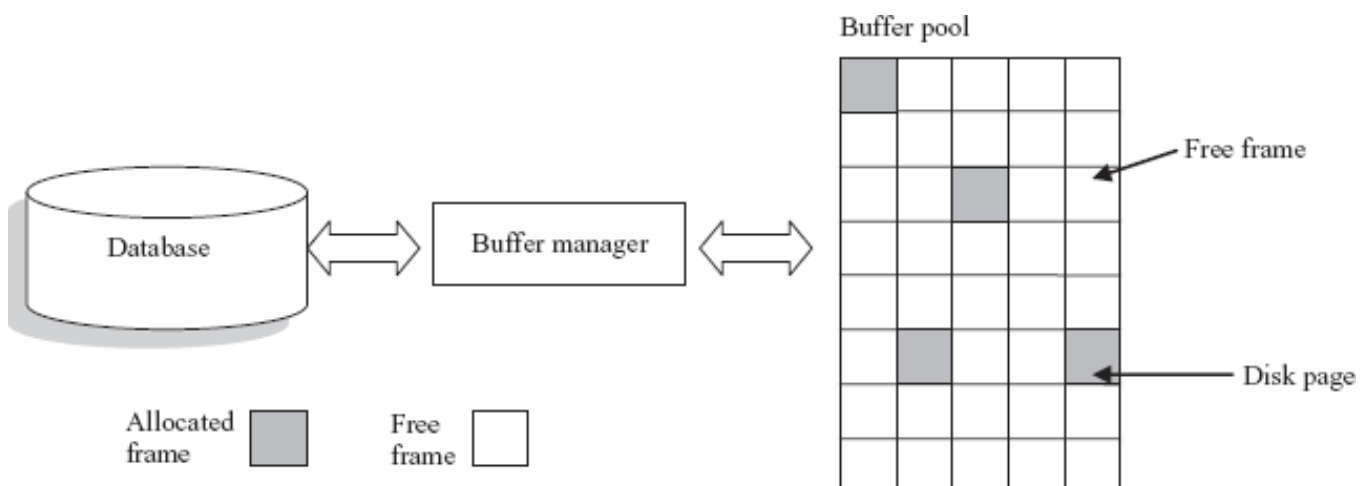 Buffer pool
Free frame
Database
Buffer manager
Disk page
Allocated
frame
Free
frame